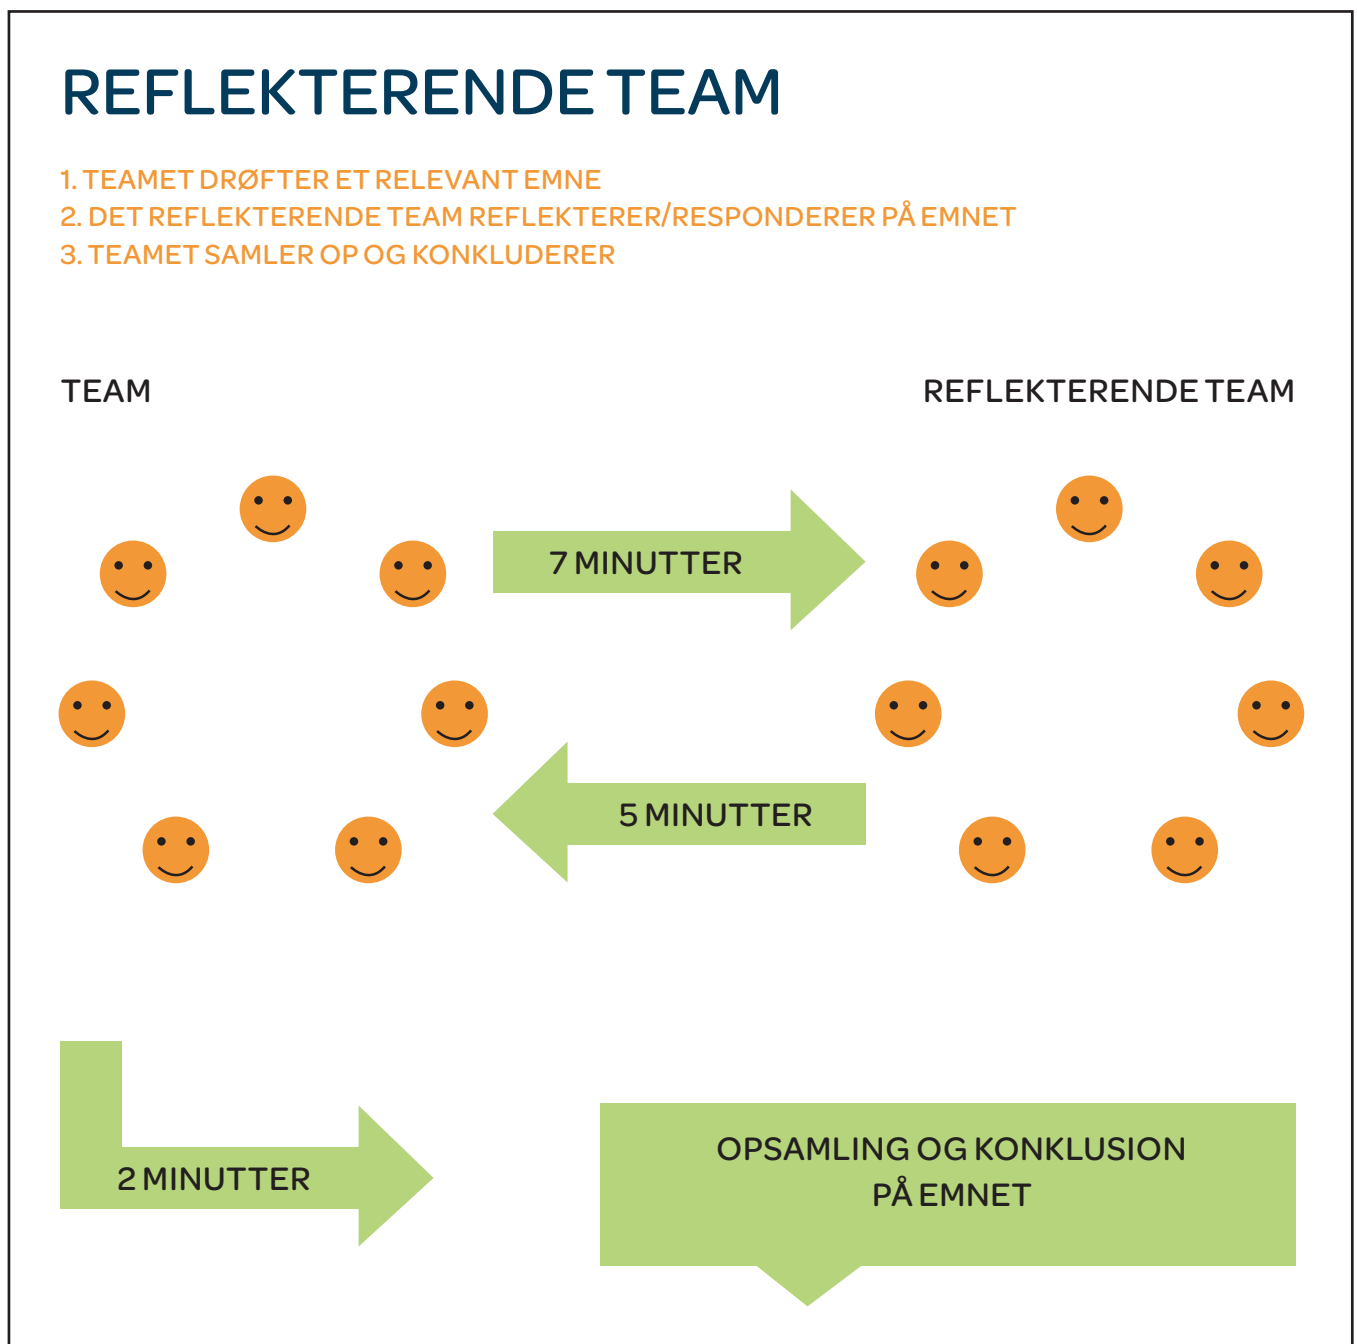 REFLEKTERENDE TEAM
1. TEAMET DRØFTER ET RELEVANT EMNE
2. DET REFLEKTERENDE TEAM REFLEKTERER/RESPONDERER PÅ EMNET
3. TEAMET SAMLER OP OG KONKLUDERER
TEAM
REFLEKTERENDE TEAM
7 MINUTTER
5 MINUTTER
2 MINUTTER
OPSAMLING OG KONKLUSION
PÅ EMNET